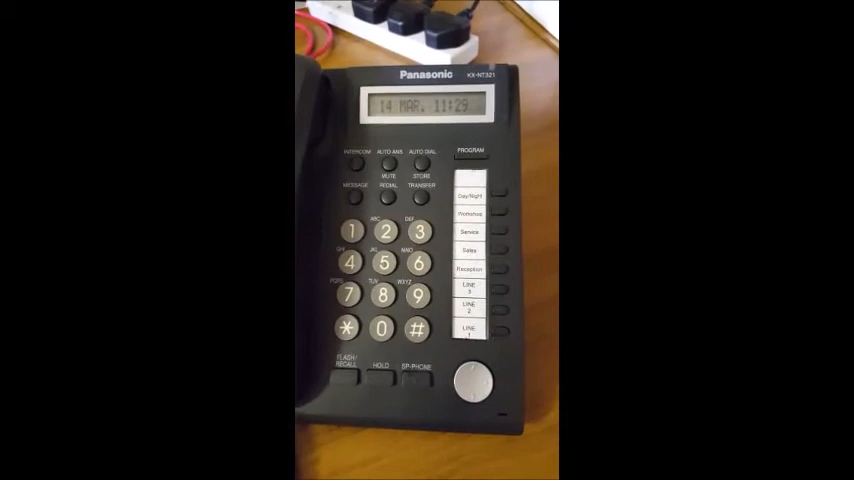 Panasonic KX-NT321
14 MAR. 11:29
INTERCOM AUTO ANS. AUTO DIAL PROGRAM
MUTE STORE
MESSAGE REDIAL TRANSFER
Day/Night
Workshop
Service
Sales
Reception
LINE
3
LINE
2
LINE
1
ABC DEF
1 2 3
GHI JKL MNO
4 5 6
PQRS TUV WXYZ
7 8 9
* 0 #
FLASH/
RECALL HOLD SP-PHONE